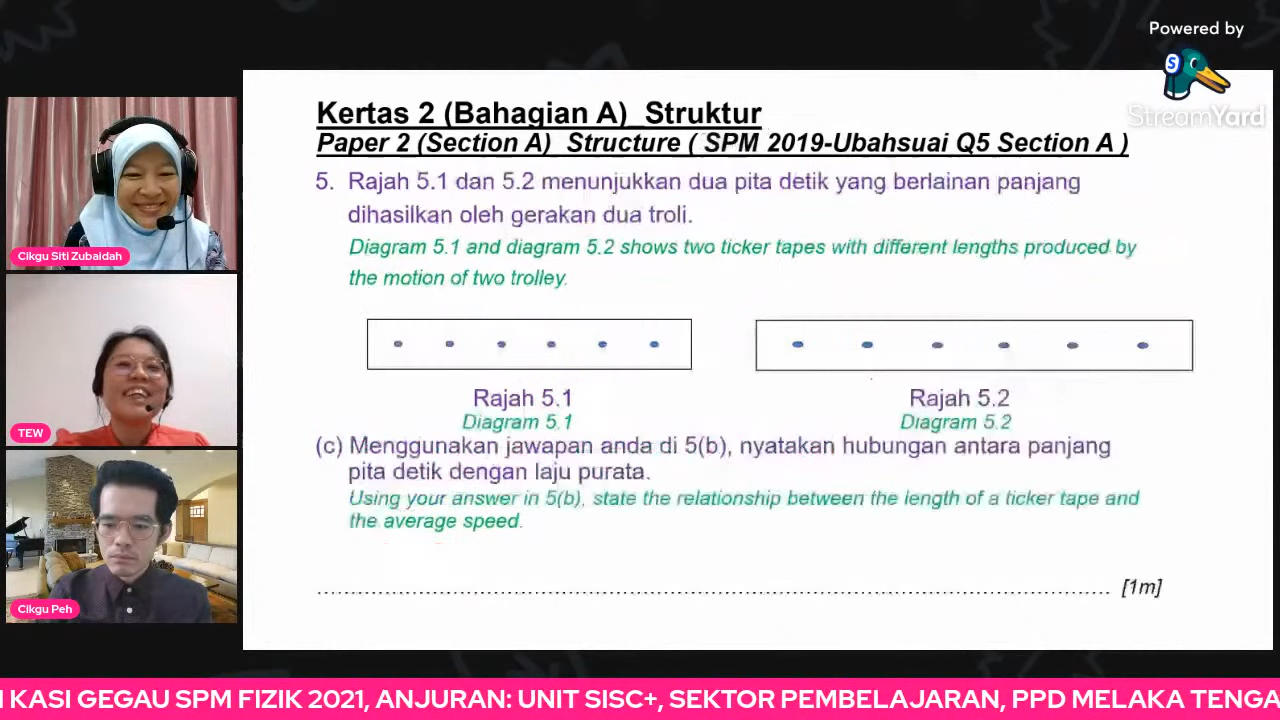 Powered by
StreamYard
Kertas 2 (Bahagian A)_Struktur
Paper 2 (Section A)_Structure ( SPM 2019-Ubahsuai Q5 Section A )
5. Rajah 5.1 dan 5.2 menunjukkan dua pita detik yang berlainan panjang
dihasilkan oleh gerakan dua troli.
Diagram 5.1 and diagram 5.2 shows two ticker tapes with different lengths produced by
the motion of two trolley.
Rajah 5.1
Diagram 5.1
Rajah 5.2
Diagram 5.2
(c) Menggunakan jawapan anda di 5(b), nyatakan hubungan antara panjang
pita detik dengan laju purata.
Using your answer in 5(b), state the relationship between the length of a ticker tape and
the average speed.
[1m]
Cikgu Siti Zubaidah
TEW
Cikgu Peh
KASI GEGAU SPM FIZIK 2021, ANJURAN: UNIT SISC+, SEKTOR PEMBELAJARAN, PPD MELAKA TENGA